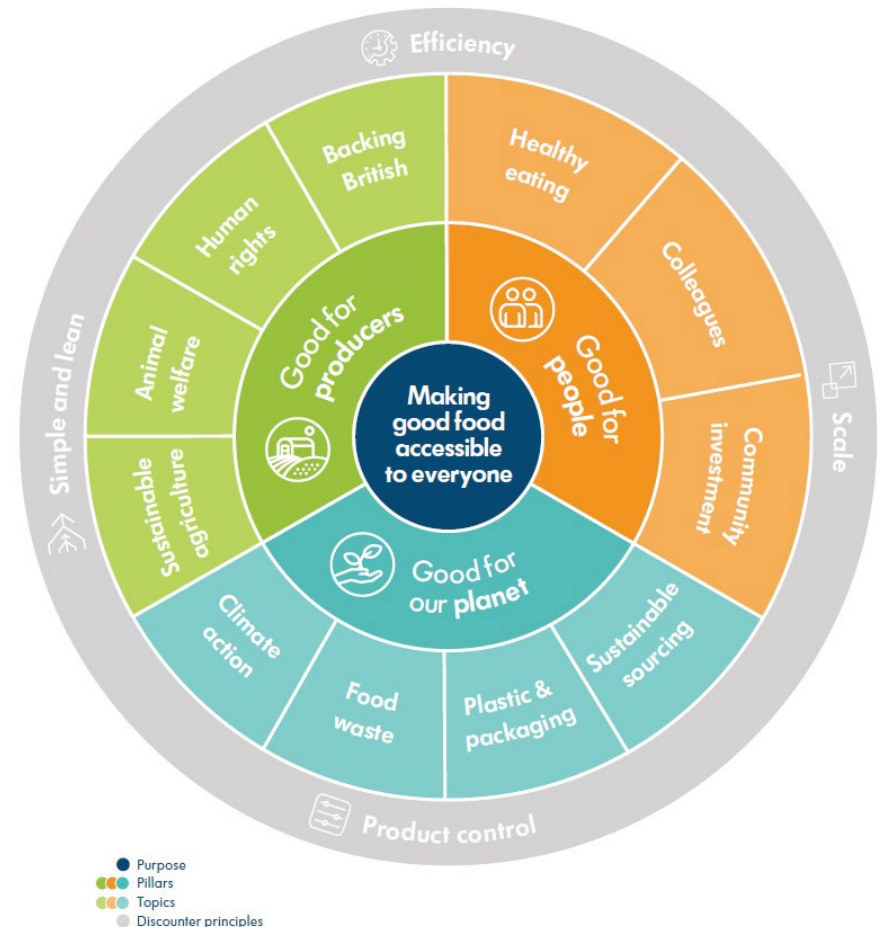 Efficiency
Backing
British
Healthy
eating
Human
rights
Colleagues
Good for
producers
Good for
people
Animal
welfare
Simple and lean
Scale
Making
good food
accessible
to everyone
Community
investment
Sustainable
agriculture
Good for
our planet
Climate
action
Sustainable
sourcing
Food
waste
Plastic &
packaging
Product control
Purpose
Pillars
Topics
Discounter principles